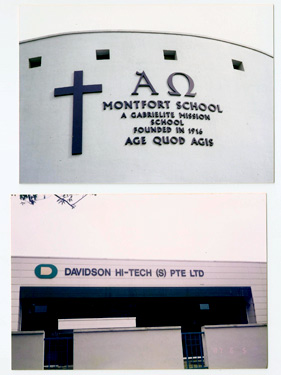 ΑΩ
MONTFORT SCHOOL
A GABRIELITE MISSION
SCHOOL
FOUNDED IN 1916
AGE QUOD AGIS
D DAVIDSON HI-TECH (S) PTE LTD